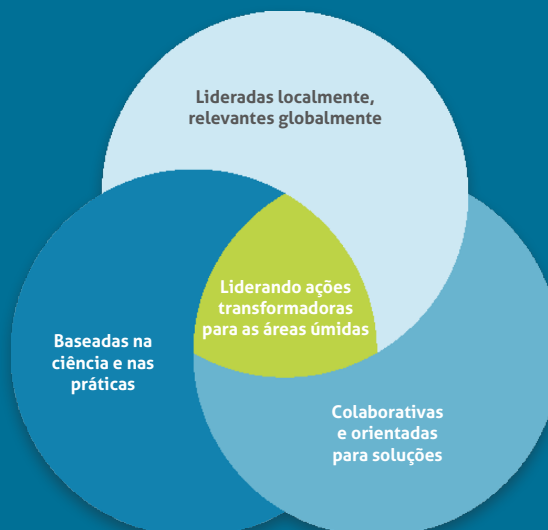 Lideradas localmente,
relevantes globalmente
Liderando ações
transformadoras
para as áreas úmidas
Baseadas na
ciência e nas
práticas
Colaborativas
e orientadas
para soluções